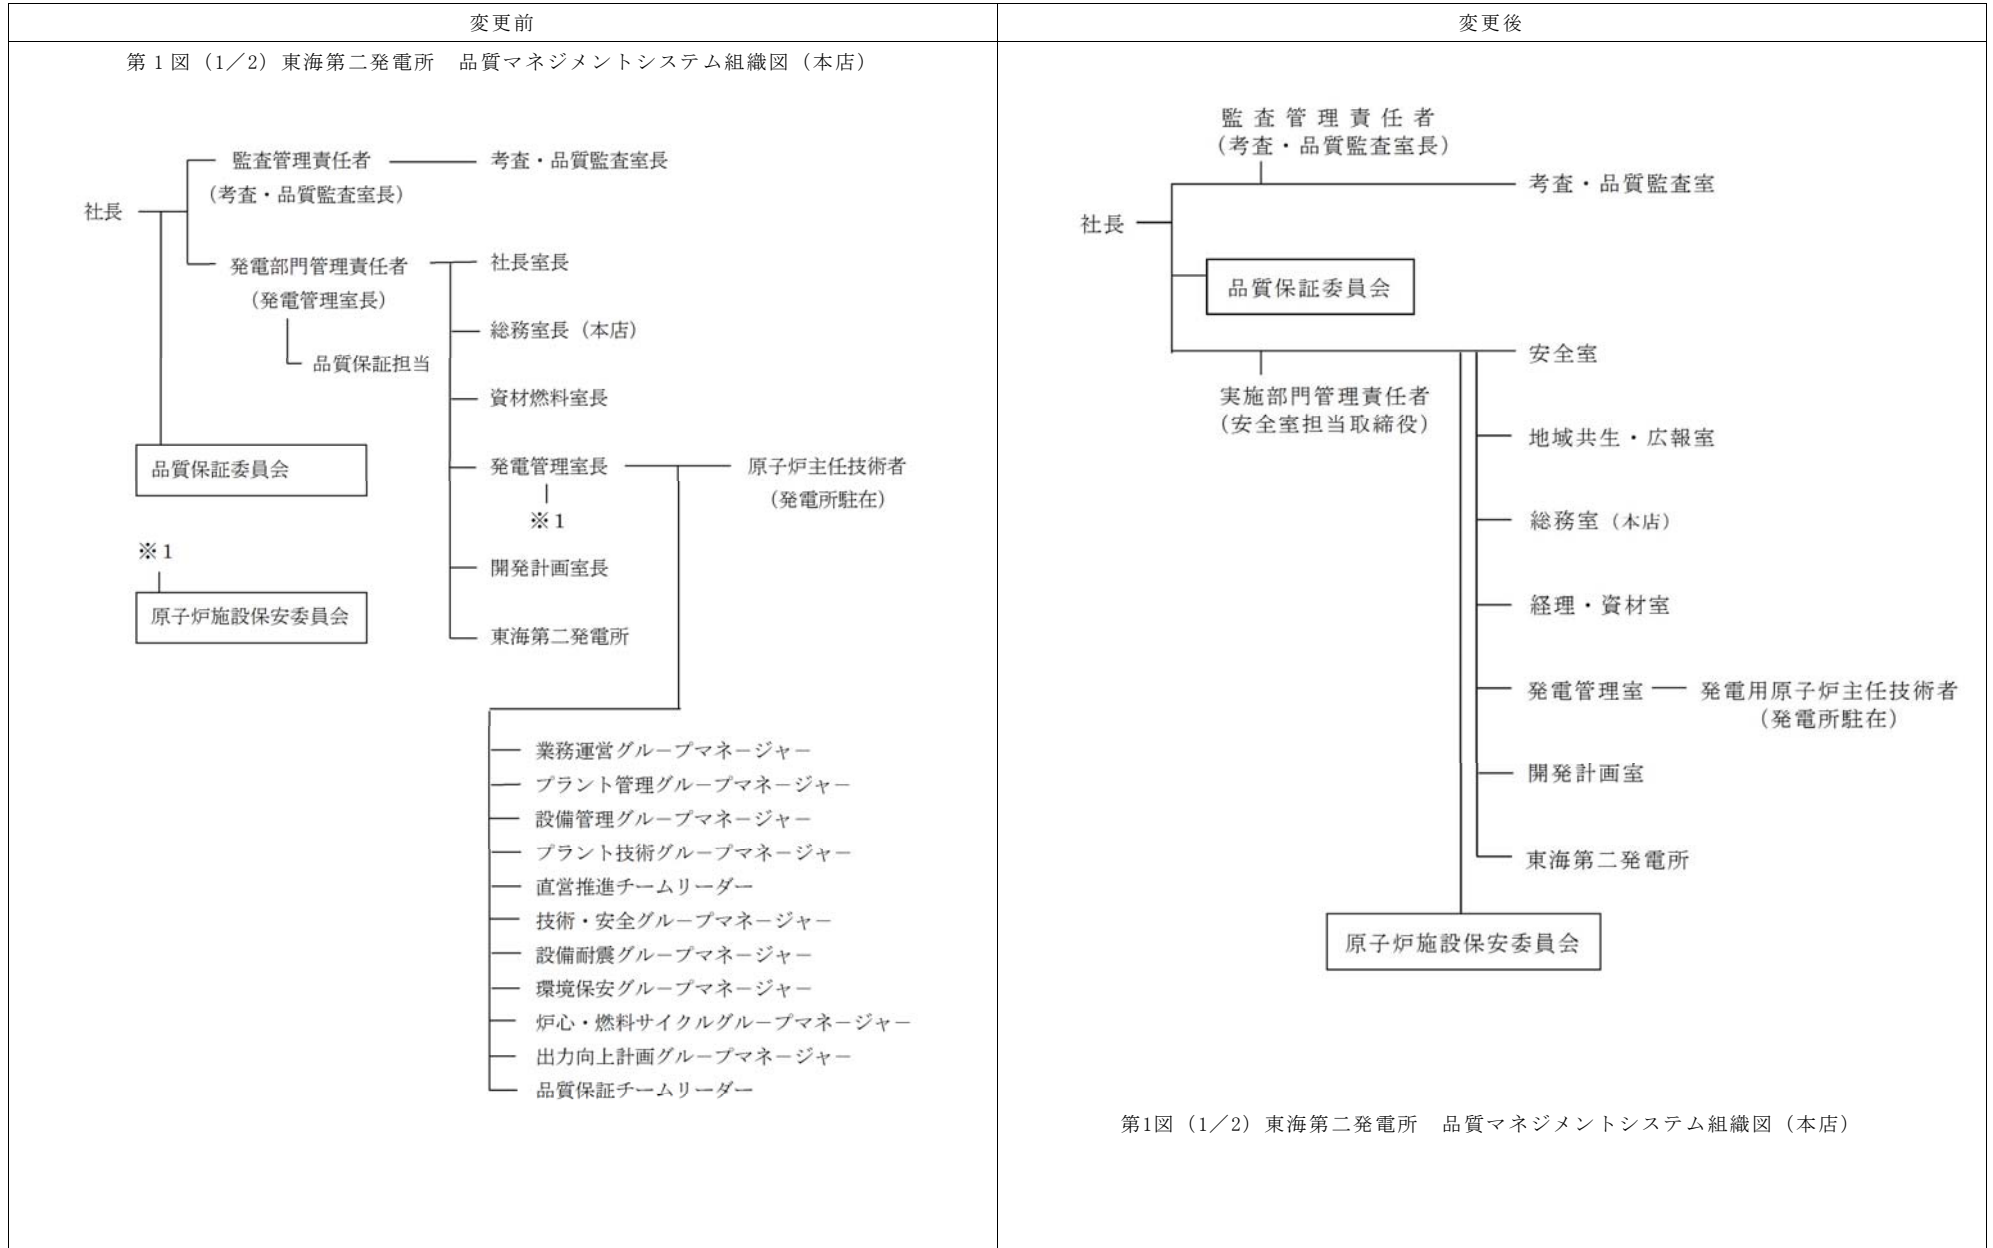 変更前
変更後
第1図（1／2）東海第二発電所　品質マネジメントシステム組織図（本店）
監査管理責任者
考査・品質監査室長
（考査・品質監査室長）
社長
発電部門管理責任者
社長室長
（発電管理室長）
総務室長（本店）
品質保証担当
資材燃料室長
品質保証委員会
発電管理室長
原子炉主任技術者
（発電所駐在）
※1
※1
開発計画室長
原子炉施設保安委員会
東海第二発電所
業務運営グループマネージャー
プラント管理グループマネージャー
設備管理グループマネージャー
プラント技術グループマネージャー
直営推進チームリーダー
技術・安全グループマネージャー
設備耐震グループマネージャー
環境保安グループマネージャー
炉心・燃料サイクルグループマネージャー
出力向上計画グループマネージャー
品質保証チームリーダー
監査管理責任者
（考査・品質監査室長）
考査・品質監査室
社長
品質保証委員会
安全室
実施部門管理責任者
（安全室担当取締役）
地域共生・広報室
総務室（本店）
経理・資材室
発電管理室
発電用原子炉主任技術者
（発電所駐在）
開発計画室
東海第二発電所
原子炉施設保安委員会
第1図（1／2）東海第二発電所　品質マネジメントシステム組織図（本店）